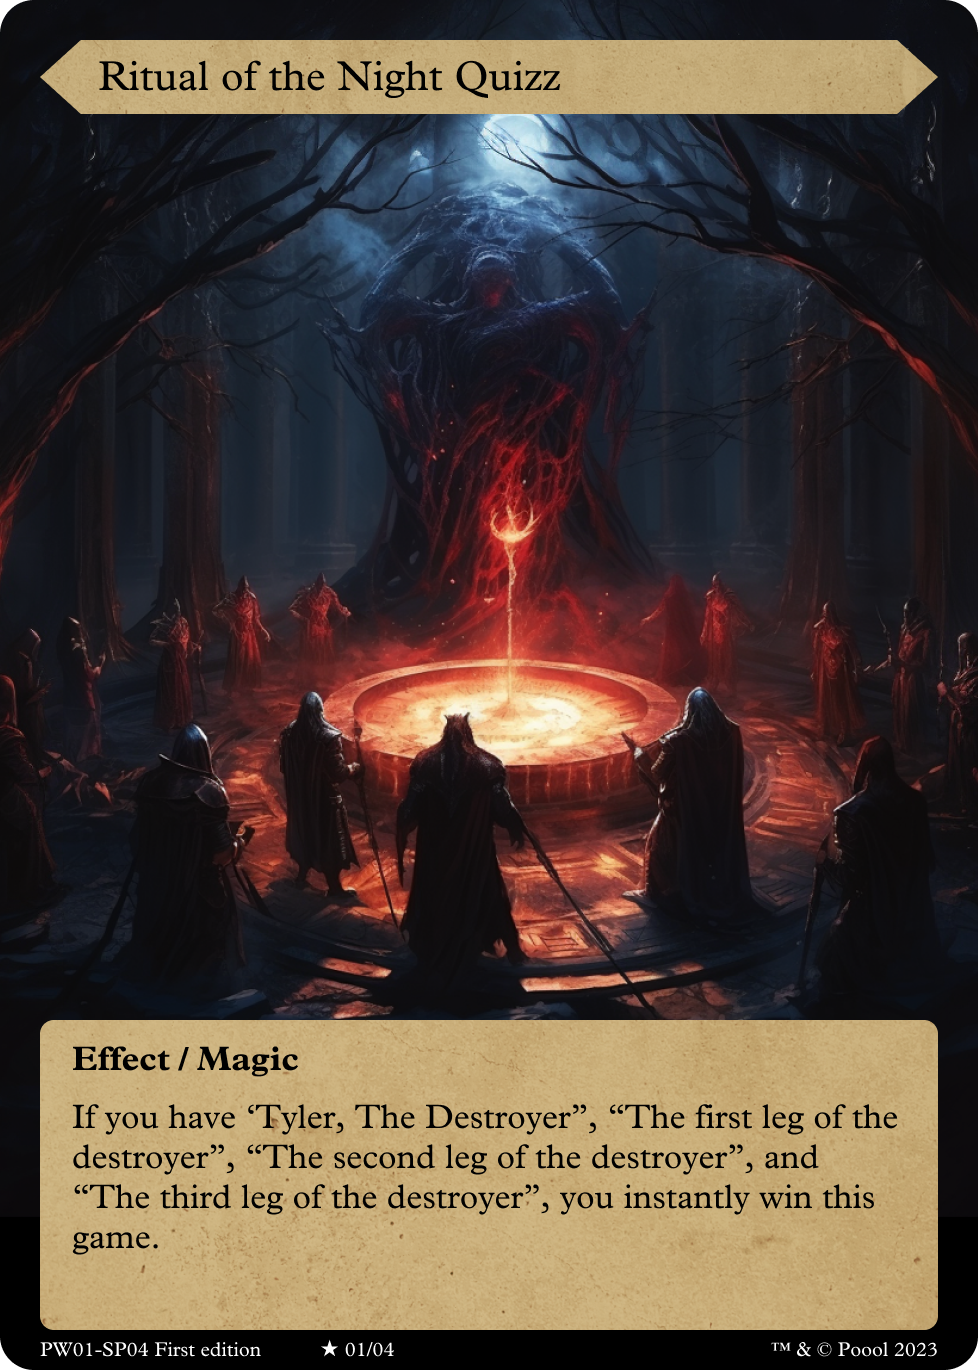 Ritual of the Night Quizz
Effect / Magic
If you have ‘Tyler, The Destroyer”, “The first leg of the
destroyer”, “The second leg of the destroyer”, and
“The third leg of the destroyer”, you instantly win this
game.
PW01-SP04 First edition ★ 01/04 ™ & © Poool 2023